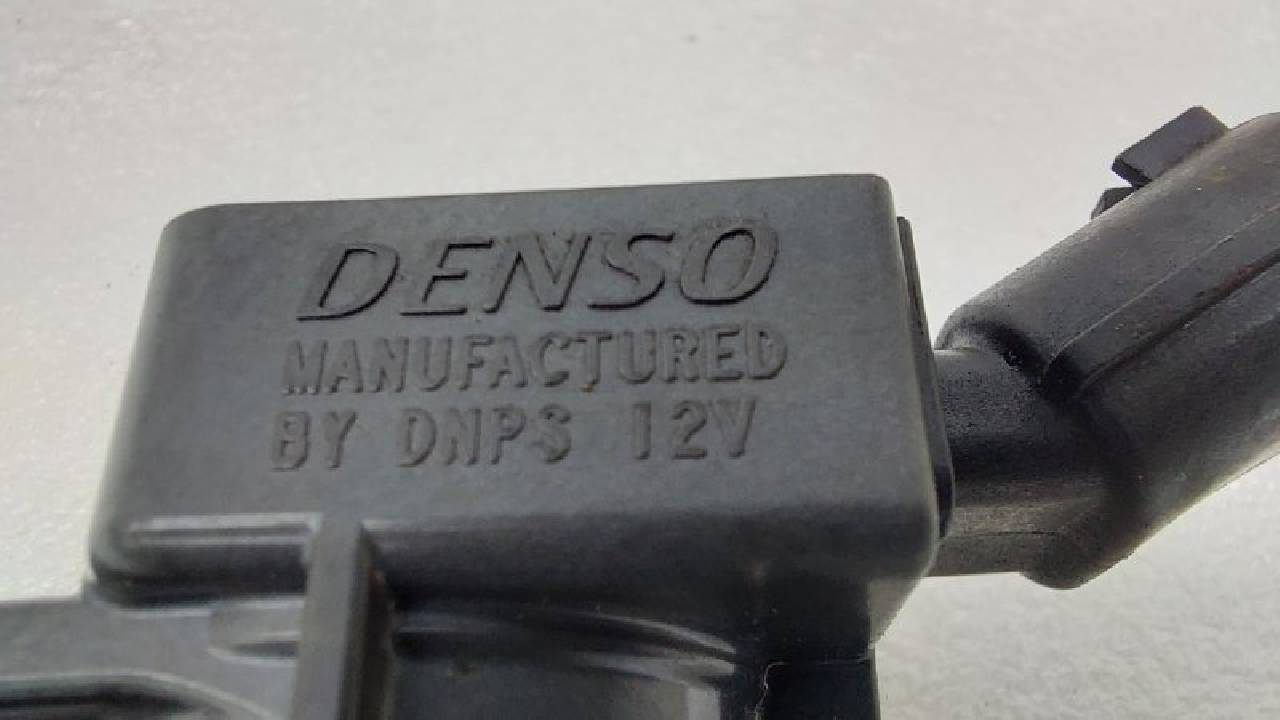 DENSO
MANUFACTURED
BY DNPS 12V